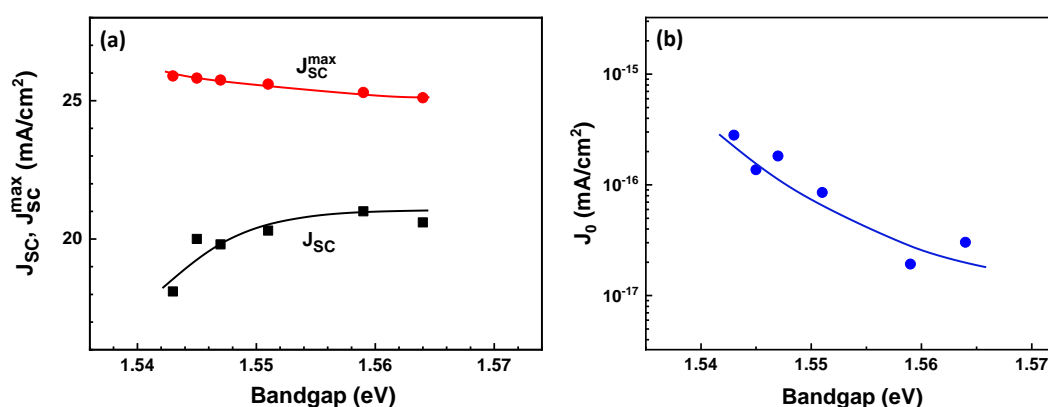 (a)
J_SC^max
J_SC
J_SC, J_SC^max (mA/cm²)
25
20
1.54 1.55 1.56 1.57
Bandgap (eV)
(b)
J_0 (mA/cm²)
10⁻¹⁵
10⁻¹⁶
10⁻¹⁷
1.54 1.55 1.56 1.57
Bandgap (eV)